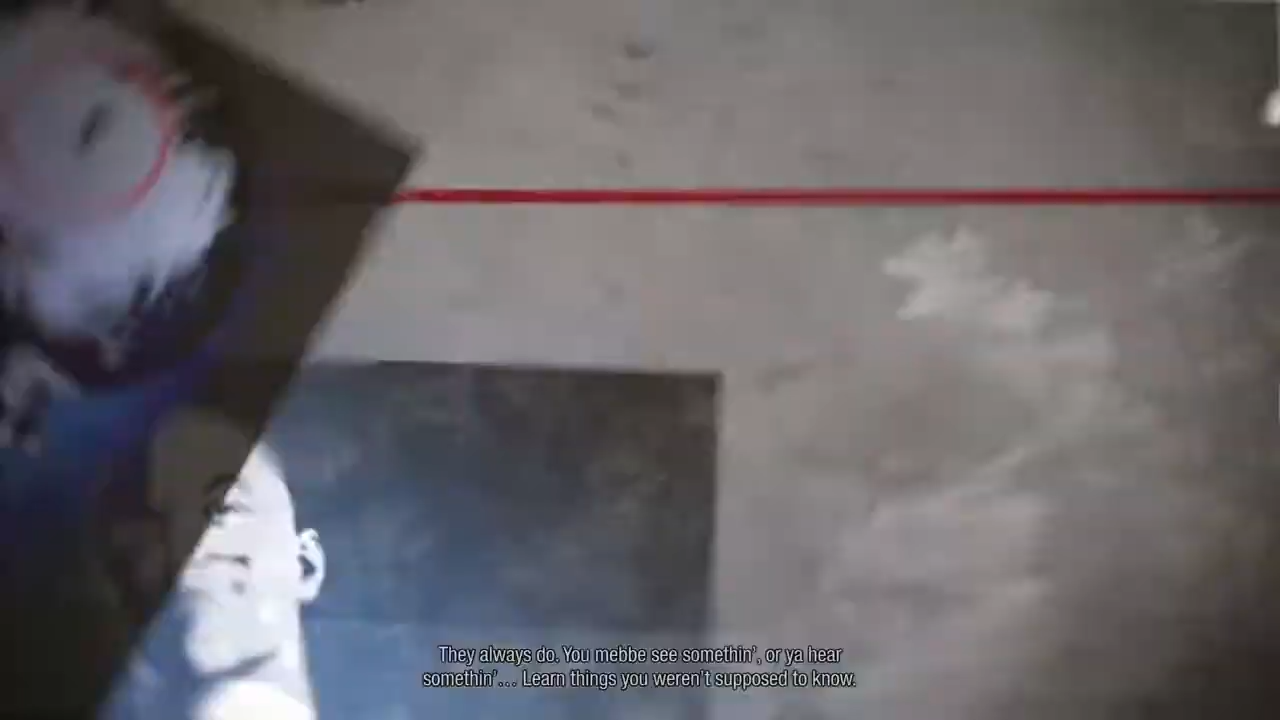 They always do. You mebbe see somethin', or ya hear
somethin'... Learn things you weren't supposed to know.